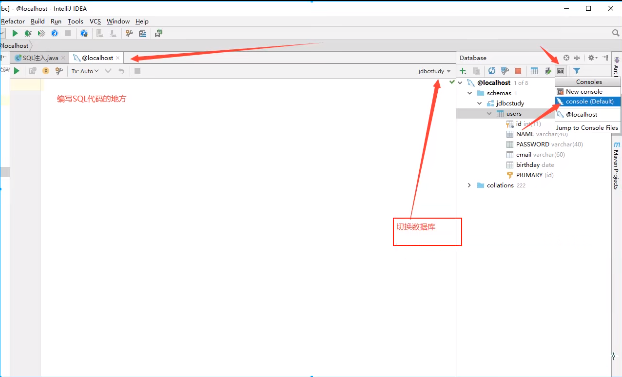 bc] @localhost - IntelliJ IDEA
Refactor Build Run Tools VCS Window Help
localhost
SQL注入.java @localhost
Tx: Auto
jdbcstudy
编写SQL代码的地方
切换数据库
Database
@localhost 1 of 6
schemas
jdbcstudy
users
id int(11)
NAME varchar(40)
PASSWORD varchar(40)
email varchar(60)
birthday date
PRIMARY (id)
collations 222
Consoles
New console
console (Default)
@localhost
Jump to Console Files
Ant
Maven Projects